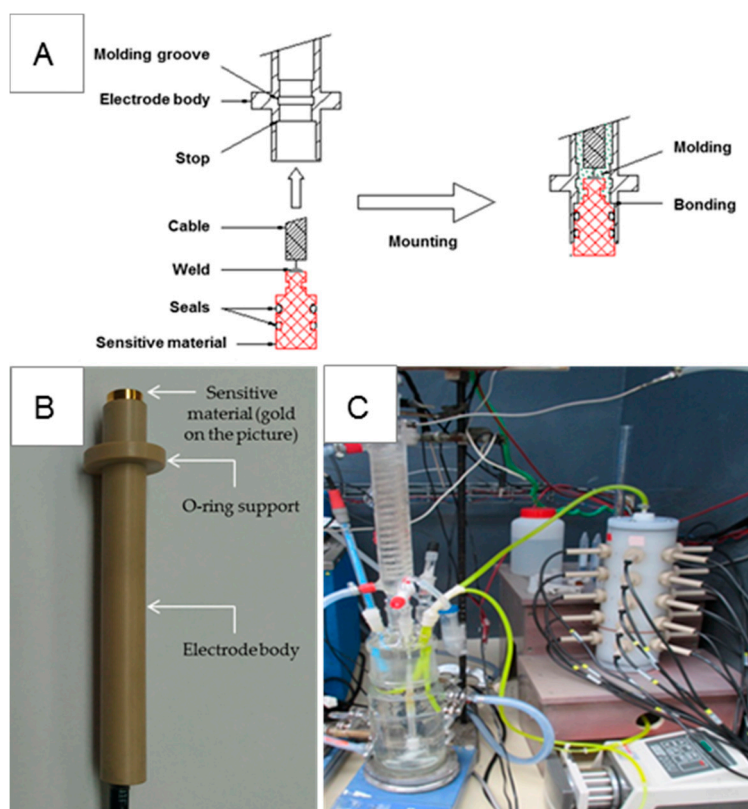 A
Molding groove
Electrode body
Stop
Cable
Weld
Seals
Sensitive material
Mounting
Molding
Bonding
B
Sensitive
material (gold
on the picture)
O-ring support
Electrode body
C